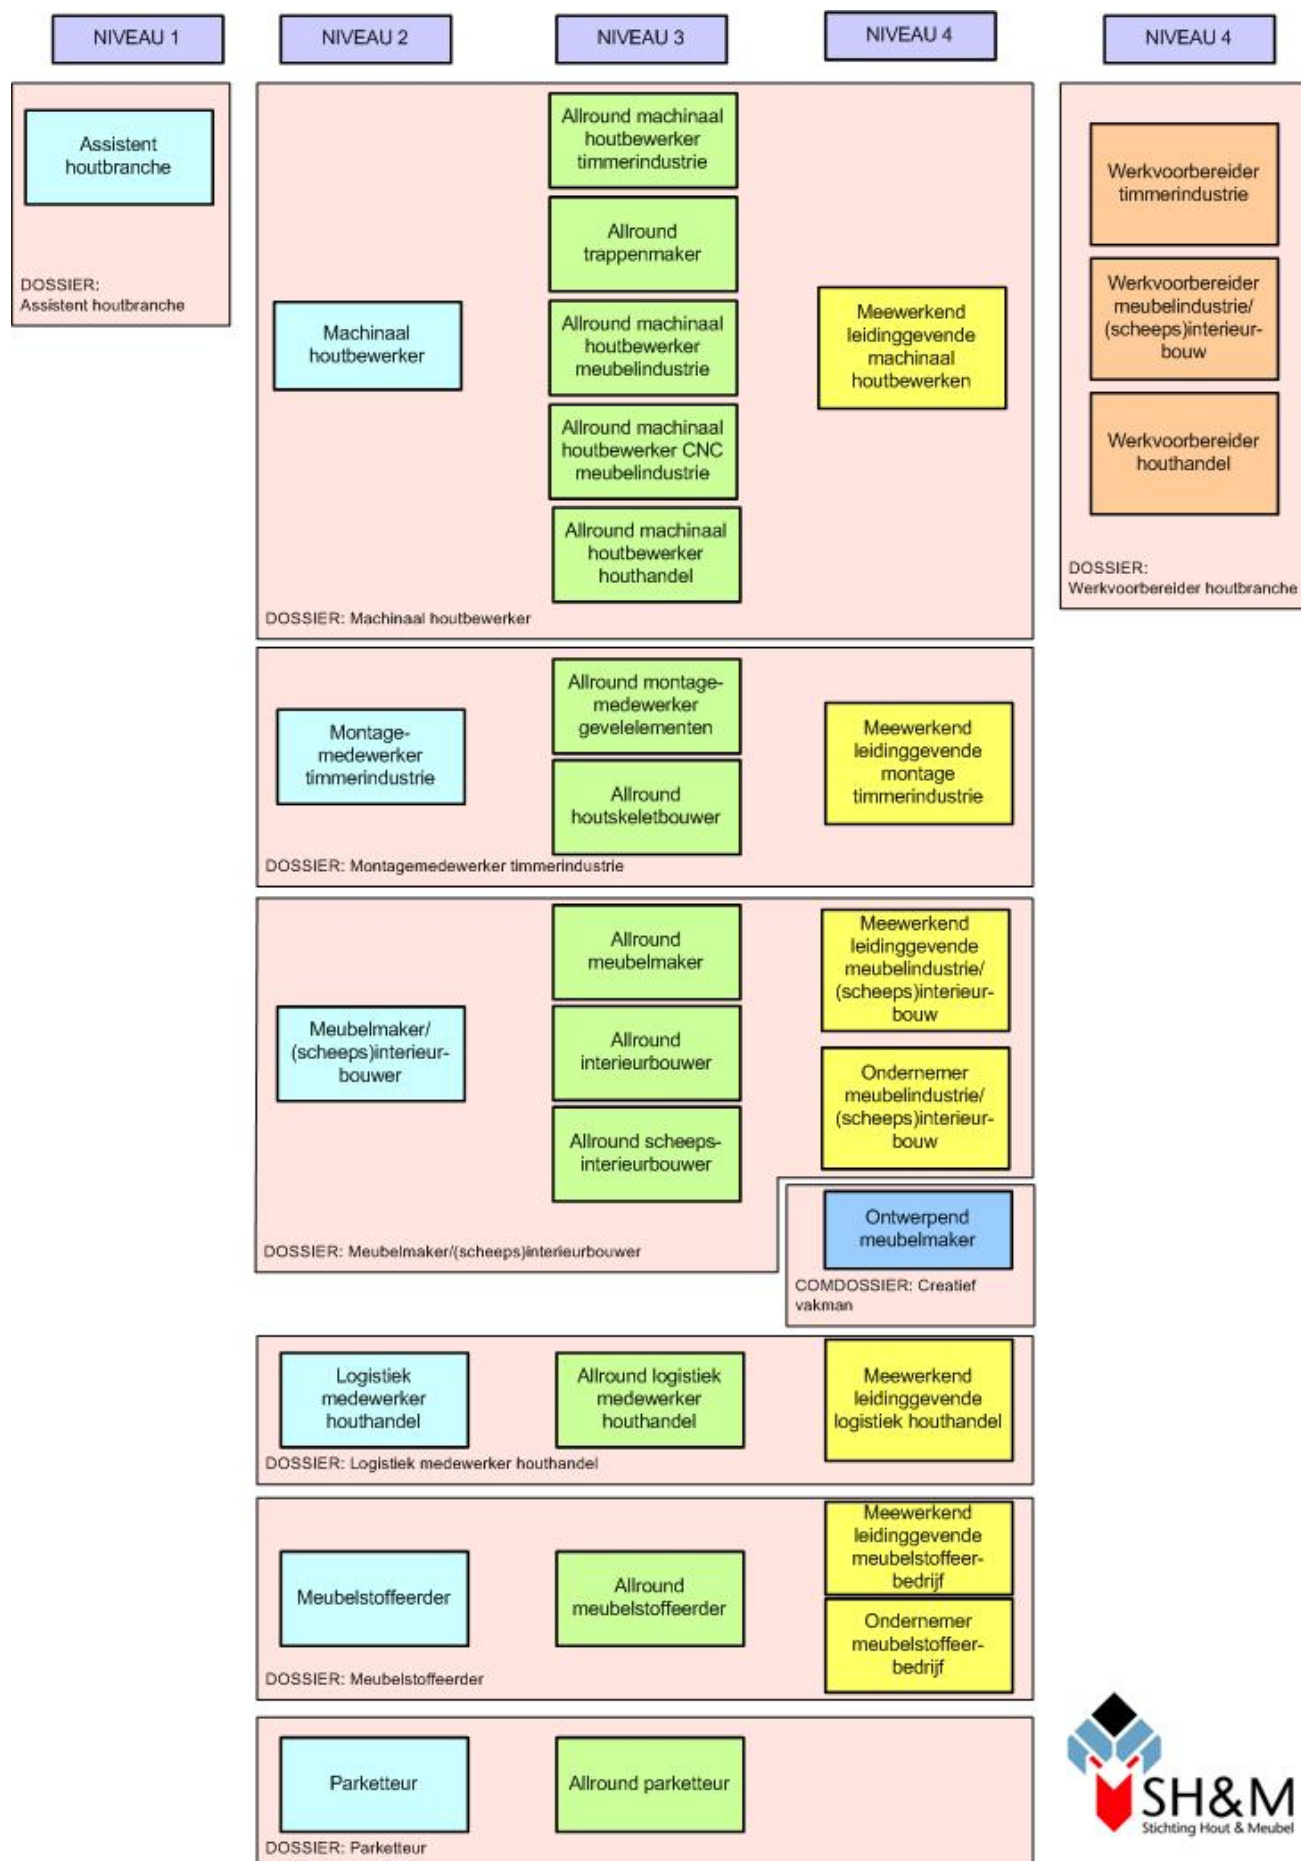 NIVEAU 1
NIVEAU 2
NIVEAU 3
NIVEAU 4
NIVEAU 4
Assistent
houtbranche
DOSSIER:
Assistent houtbranche
Machinaal
houtbewerker
Allround machinaal
houtbewerker
timmerindustrie
Allround
trappenmaker
Allround machinaal
houtbewerker
meubelindustrie
Allround machinaal
houtbewerker CNC
meubelindustrie
Allround machinaal
houtbewerker
houthandel
Meewerkend
leidinggevende
machinaal
houtbewerken
DOSSIER: Machinaal houtbewerker
Werkvoorbereider
timmerindustrie
Werkvoorbereider
meubelindustrie/
(scheeps)interieur-
bouw
Werkvoorbereider
houthandel
DOSSIER:
Werkvoorbereider houtbranche
Montage-
medewerker
timmerindustrie
Allround montage-
medewerker
gevelelementen
Allround
houtskeletbouwer
Meewerkend
leidinggevende
montage
timmerindustrie
DOSSIER: Montagemedewerker timmerindustrie
Meubelmaker/
(scheeps)interieur-
bouwer
Allround
meubelmaker
Allround
interieurbouwer
Allround scheeps-
interieurbouwer
Meewerkend
leidinggevende
meubelindustrie/
(scheeps)interieur-
bouw
Ondernemer
meubelindustrie/
(scheeps)interieur-
bouw
DOSSIER: Meubelmaker/(scheeps)interieurbouwer
Ontwerpend
meubelmaker
COMDOSSIER: Creatief
vakman
Logistiek
medewerker
houthandel
Allround logistiek
medewerker
houthandel
Meewerkend
leidinggevende
logistiek houthandel
DOSSIER: Logistiek medewerker houthandel
Meubelstoffeerder
Allround
meubelstoffeerder
Meewerkend
leidinggevende
meubelstoffeer-
bedrijf
Ondernemer
meubelstoffeer-
bedrijf
DOSSIER: Meubelstoffeerder
Parketteur
Allround parketteur
DOSSIER: Parketteur
SH&M
Stichting Hout & Meubel